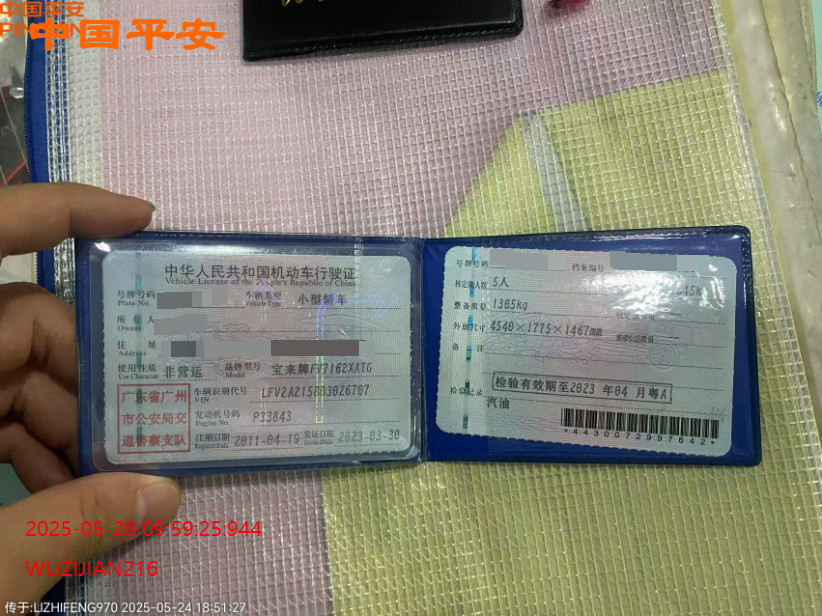 中国平安
中国平安
中华人民共和国机动车行驶证
Vehicle License of the People's Republic of China
号牌号码
Plate No.
车辆类型
Vehicle Type
小型轿车
所有人
Owner
住址
Address
使用性质
Use Character
非营运
品牌型号
Model
宝来牌FV7162XATG
车辆识别代号
VIN
发动机号码
Engine No.
P33843
注册日期
Register Date
2011-04-19
发证日期
Issue Date
2023-03-30
广东省广州
市公安局交
通警察支队
号牌号码
档案编号
核定载人数
5人
整备质量
1305kg
外廓尺寸
4540×1775×1467
备注
检验记录
检验有效期至2023 年04 月粤A
汽油
*4430072997642*
2025-05-26 09:59:25:944
WUZIJIAN216
传于:LIZHIFENG970 2025-05-24 18:51:27